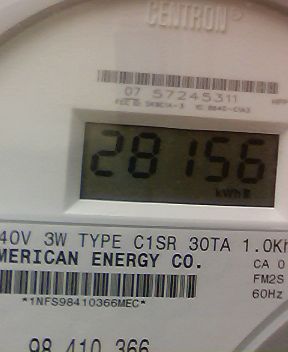 CENTRON®
07 57245311
28156
kWh
40V 3W TYPE C1SR 30TA 1.0Kh
MERICAN ENERGY CO.
CA 0
FM2S
60Hz
*1NFS98410366MEC*
98 410 366